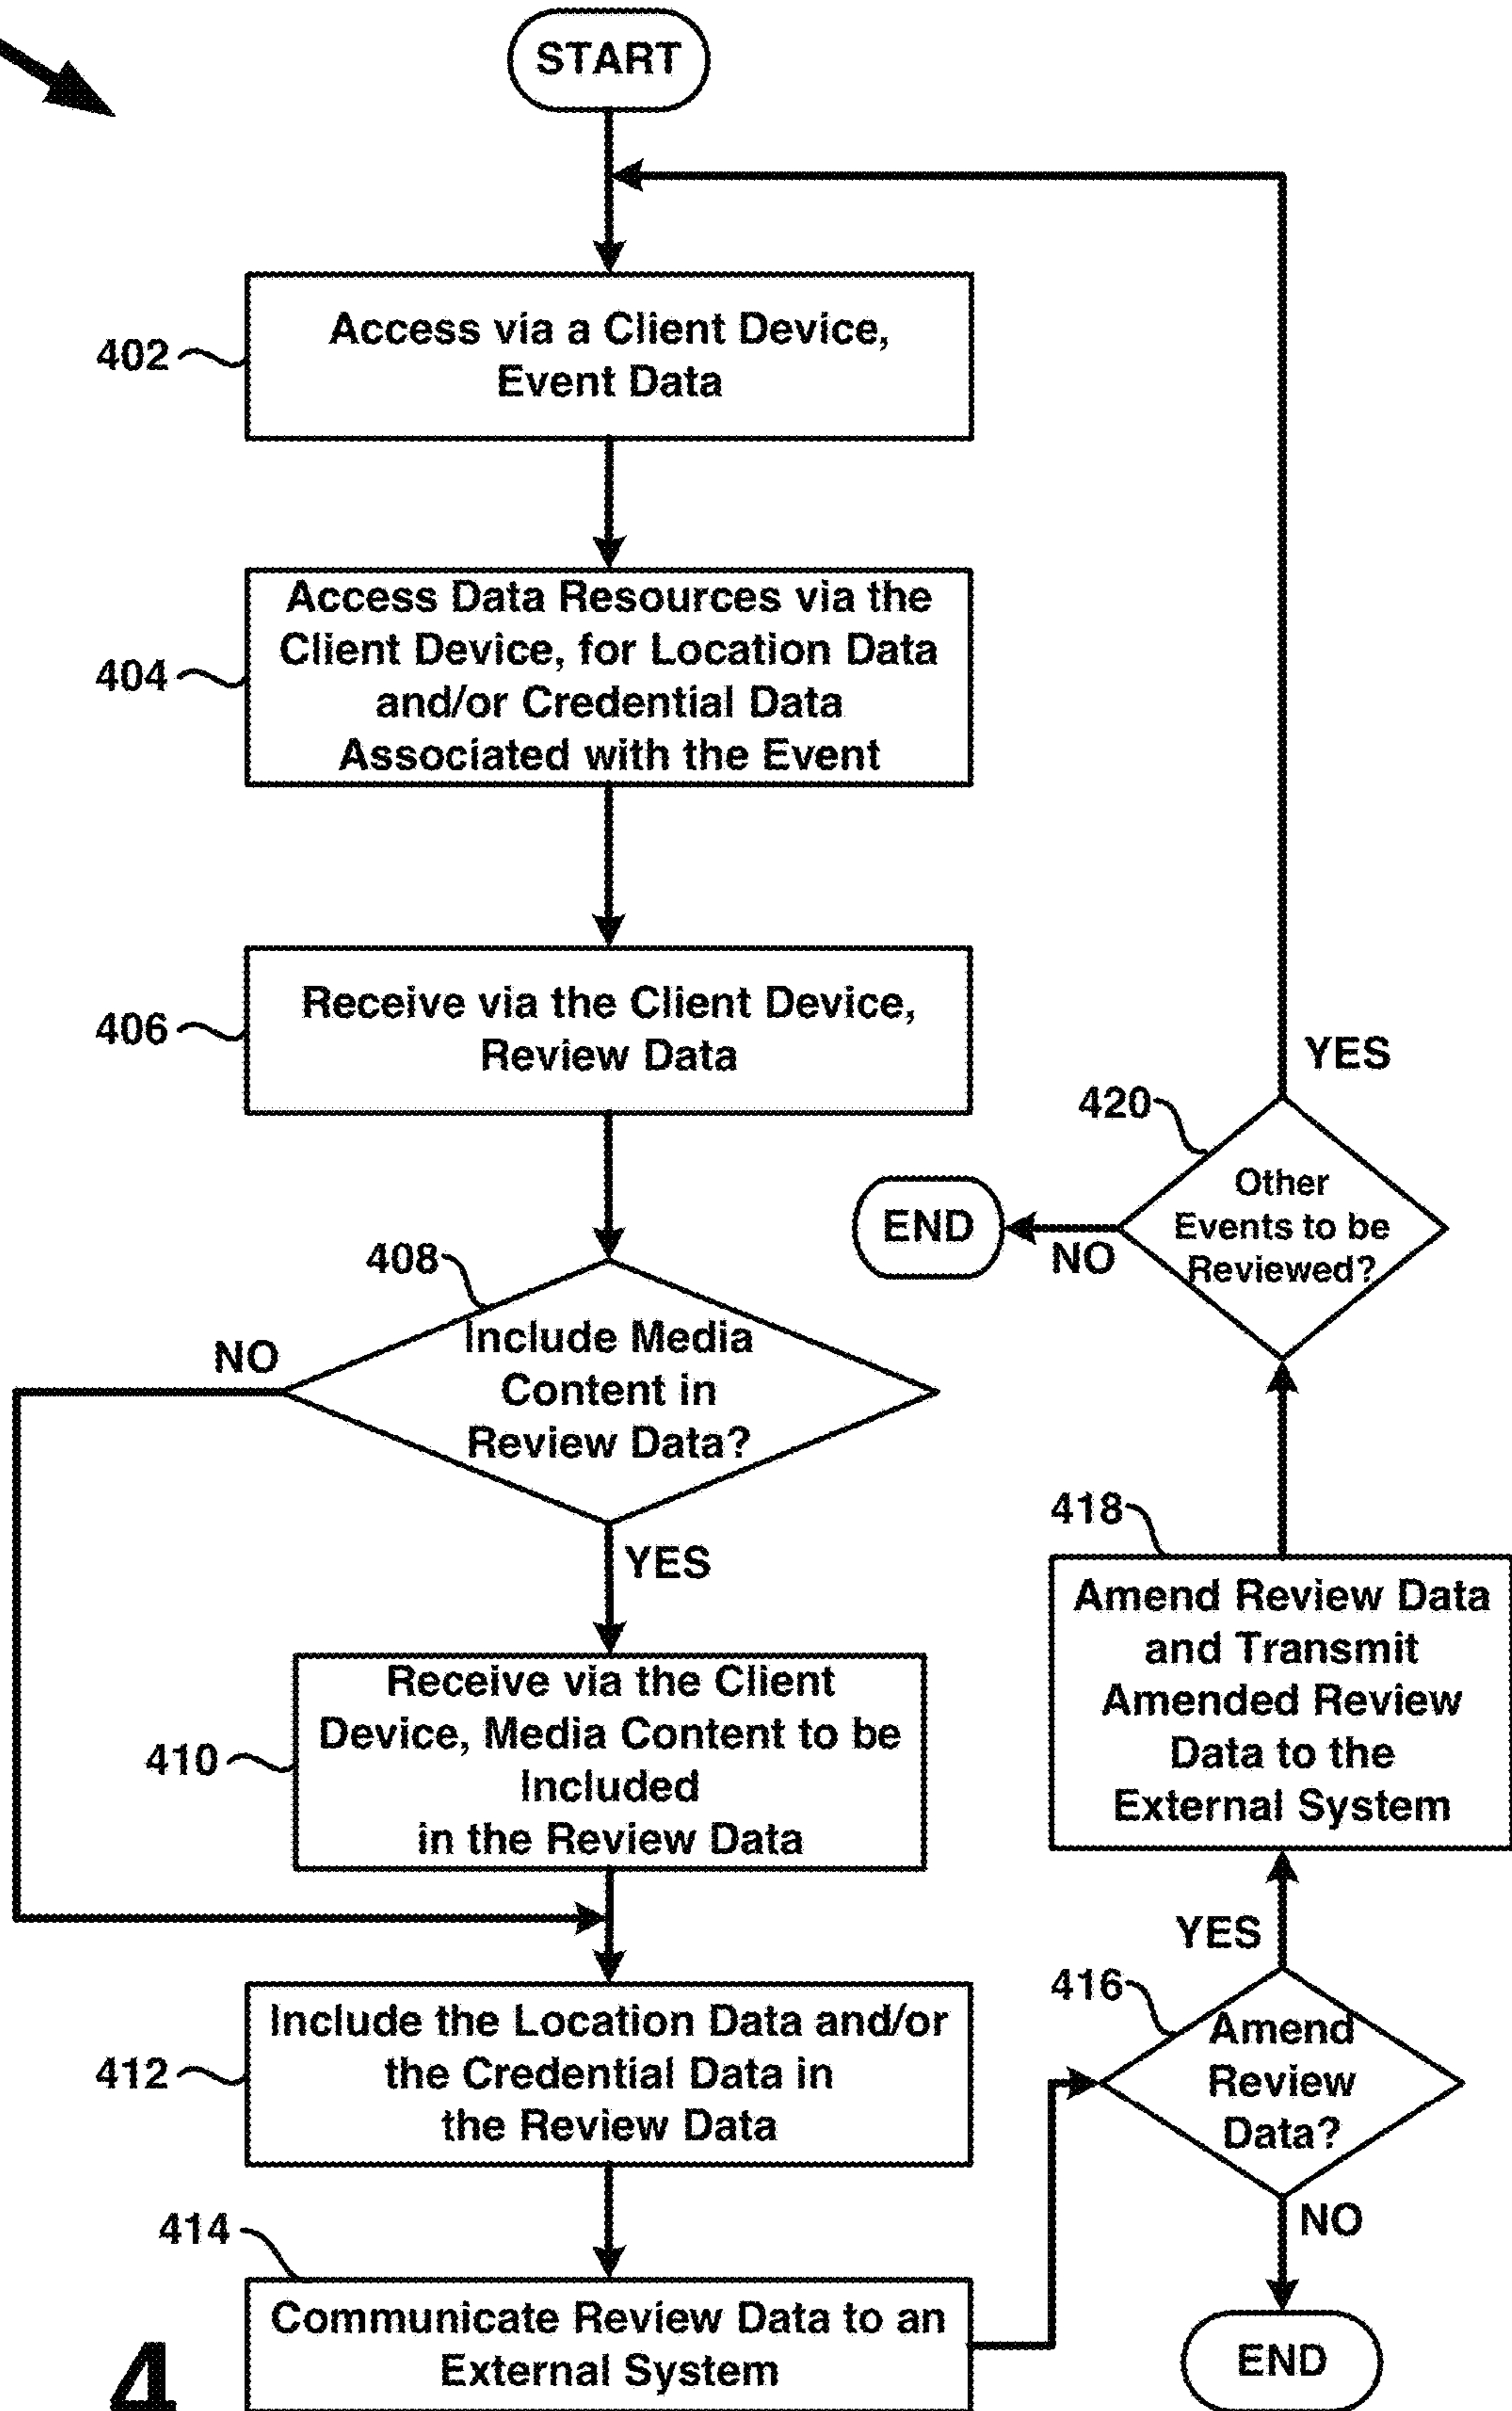 START
402
Access via a Client Device,
Event Data
404
Access Data Resources via the
Client Device, for Location Data
and/or Credential Data
Associated with the Event
406
Receive via the Client Device,
Review Data
408
Include Media
Content in
Review Data?
NO
YES
410
Receive via the Client
Device, Media Content to be
Included
in the Review Data
412
Include the Location Data and/or
the Credential Data in
the Review Data
414
Communicate Review Data to an
External System
416
Amend
Review
Data?
YES
NO
END
418
Amend Review Data
and Transmit
Amended Review
Data to the
External System
420
Other
Events to be
Reviewed?
YES
NO
END
4